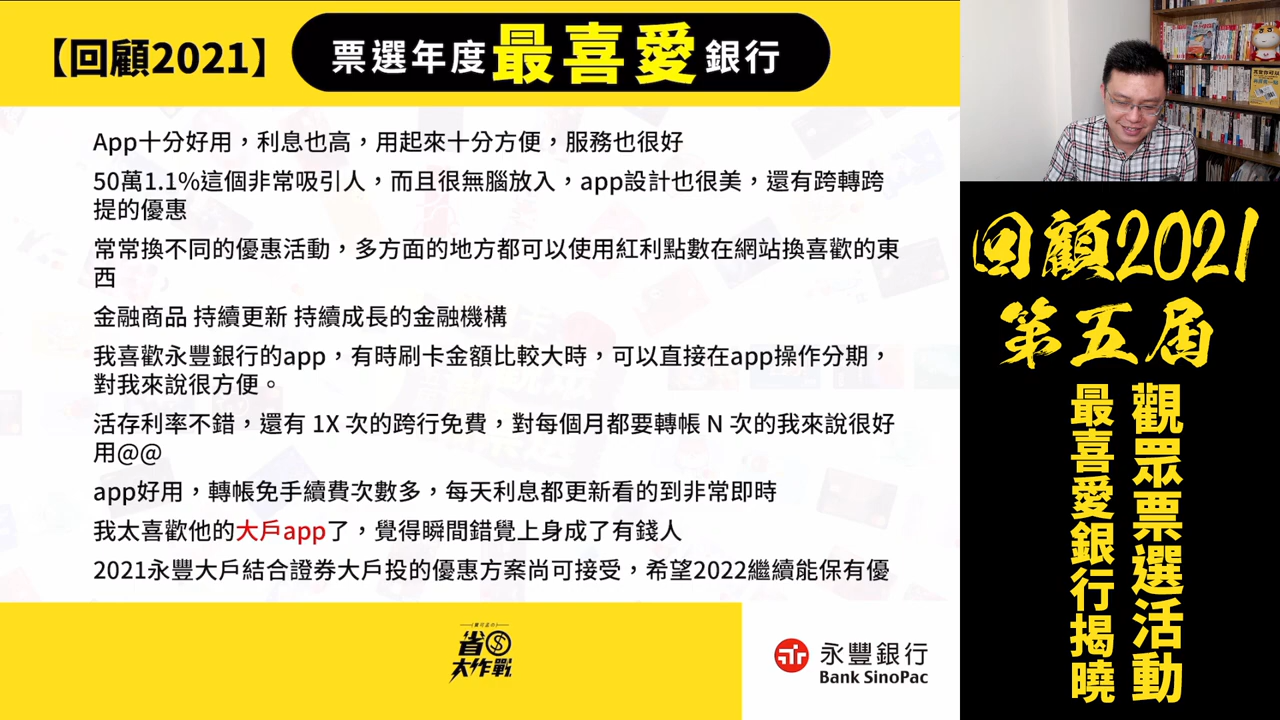 【回顧2021】
票選年度最喜愛銀行
App十分好用，利息也高，用起來十分方便，服務也很好
50萬1.1%這個非常吸引人，而且很無腦放入，app設計也很美，還有跨轉跨
提的優惠
常常換不同的優惠活動，多方面的地方都可以使用紅利點數在網站換喜歡的東
西
金融商品 持續更新 持續成長的金融機構
我喜歡永豐銀行的app，有時刷卡金額比較大時，可以直接在app操作分期，
對我來說很方便。
活存利率不錯，還有 1X 次的跨行免費，對每個月都要轉帳 N 次的我來說很好
用@@
app好用，轉帳免手續費次數多，每天利息都更新看的到非常即時
我太喜歡他的大戶app了，覺得瞬間錯覺上身成了有錢人
2021永豐大戶結合證券大戶投的優惠方案尚可接受，希望2022繼續能保有優
省
大作戰
永豐銀行
Bank SinoPac
回顧2021
第五屆
觀眾票選活動
最喜愛銀行揭曉